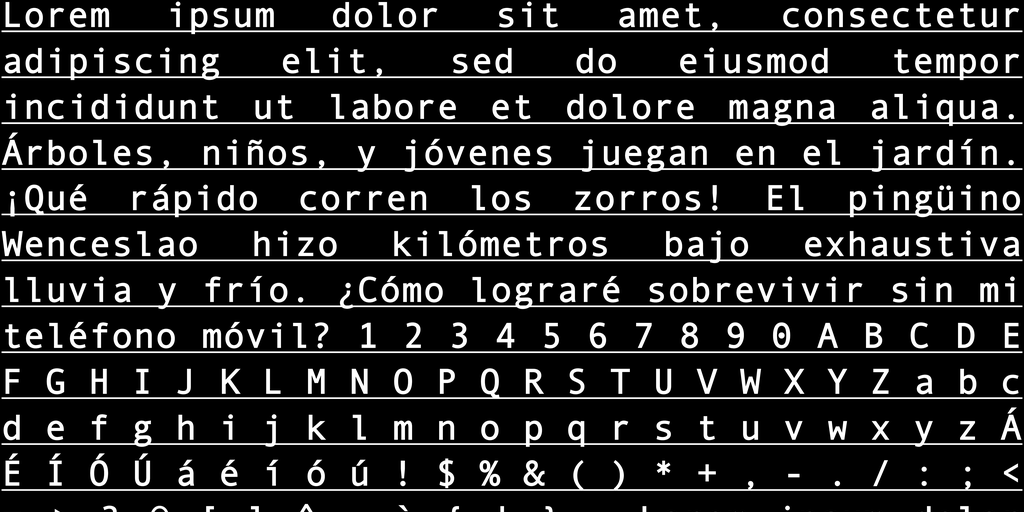 Lorem ipsum dolor sit amet, consectetur
adipiscing elit, sed do eiusmod tempor
incididunt ut labore et dolore magna aliqua.
Árboles, niños, y jóvenes juegan en el jardín.
¡Qué rápido corren los zorros! El pingüino
Wenceslao hizo kilómetros bajo exhaustiva
lluvia y frío. ¿Cómo lograré sobrevivir sin mi
teléfono móvil? 1 2 3 4 5 6 7 8 9 0 A B C D E
F G H I J K L M N O P Q R S T U V W X Y Z a b c
d e f g h i j k l m n o p q r s t u v w x y z Á
É Í Ó Ú á é í ó ú ! $ % & ( ) * + , - . / : ; <